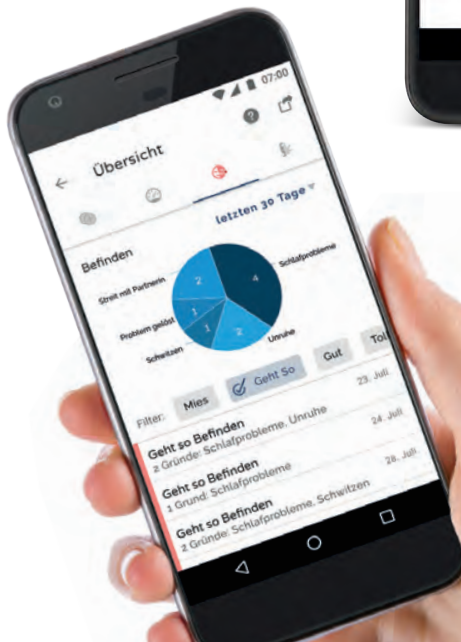 07:00
Übersicht
letzten 30 Tage
Befinden
Streit mit Partnerin
2
4
Schlafprobleme
Problem gelöst
1
Schwitzen
1
2
Unruhe
Filter:
Mies
Geht So
Gut
Tol
Geht so Befinden
23. Juli
2 Gründe: Schlafprobleme, Unruhe
Geht so Befinden
24. Juli
1 Grund: Schlafprobleme
Geht so Befinden
28. Juli
2 Gründe: Schlafprobleme, Schwitzen